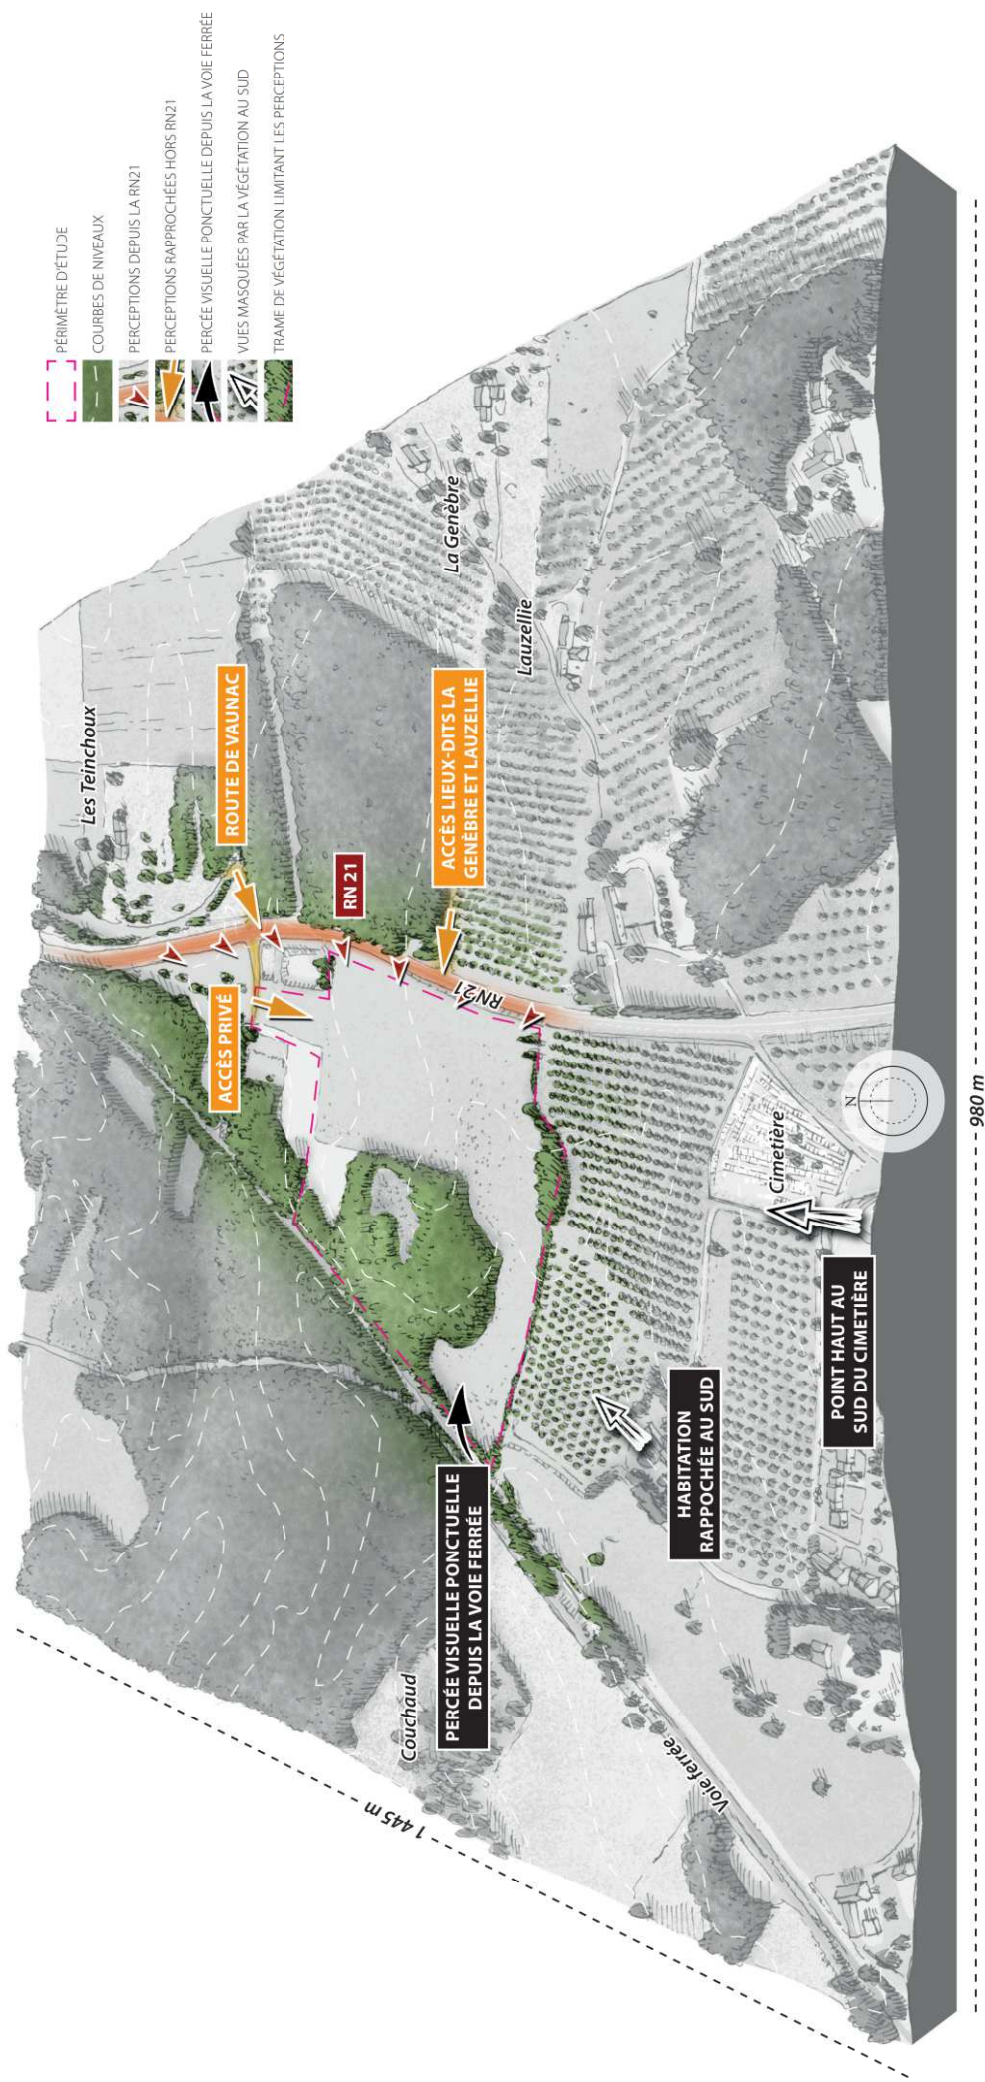 PÉRIMÈTRE D'ÉTUDE
COURBES DE NIVEAUX
PERCEPTIONS DEPUIS LA RN21
PERCEPTIONS RAPPROCHÉES HORS RN21
PERCÉE VISUELLE PONCTUELLE DEPUIS LA VOIE FERRÉE
VUES MASQUÉES PAR LA VÉGÉTATION AU SUD
TRAME DE VÉGÉTATION LIMITANT LES PERCEPTIONS
Les Teinchoux
ROUTE DE VAUNAC
ACCÈS PRIVÉ
RN 21
ACCÈS LIEUX-DITS LA
GENÈBRE ET LAUZELLIE
La Genèbre
Lauzellie
RN21
Couchaud
PERCÉE VISUELLE PONCTUELLE
DEPUIS LA VOIE FERRÉE
HABITATION
RAPPOCHÉE AU SUD
Voie ferrée
Cimetière
POINT HAUT AU
SUD DU CIMETIÈRE
N
1 445 m
980 m